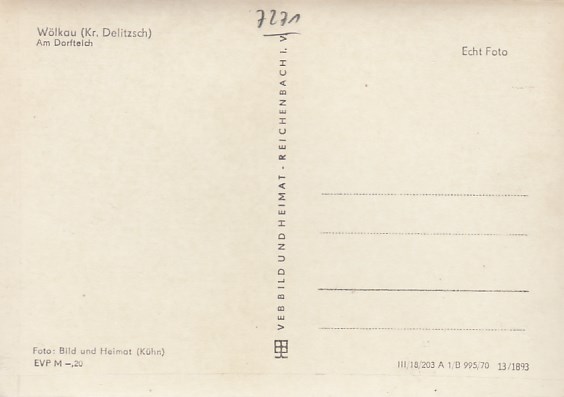 7271
Wölkau (Kr. Delitzsch)
Am Dorfteich
Echt Foto
VEB BILD UND HEIMAT - REICHENBACH i. V.
Foto: Bild und Heimat (Kühn)
EVP M –,20
III/18/203 A 1/B 995/70 13/1893